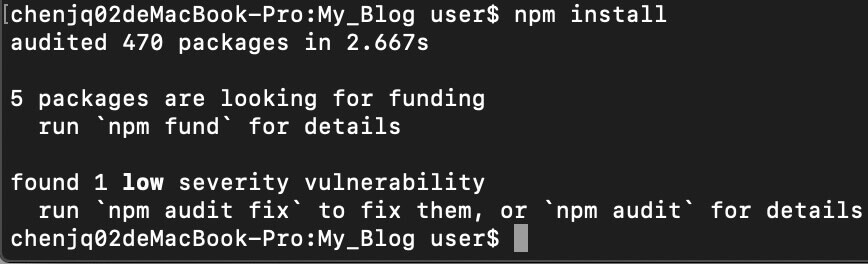 [chenjq02deMacBook-Pro:My_Blog user$ npm install
audited 470 packages in 2.667s
5 packages are looking for funding
run `npm fund` for details
found 1 low severity vulnerability
run `npm audit fix` to fix them, or `npm audit` for details
chenjq02deMacBook-Pro:My_Blog user$